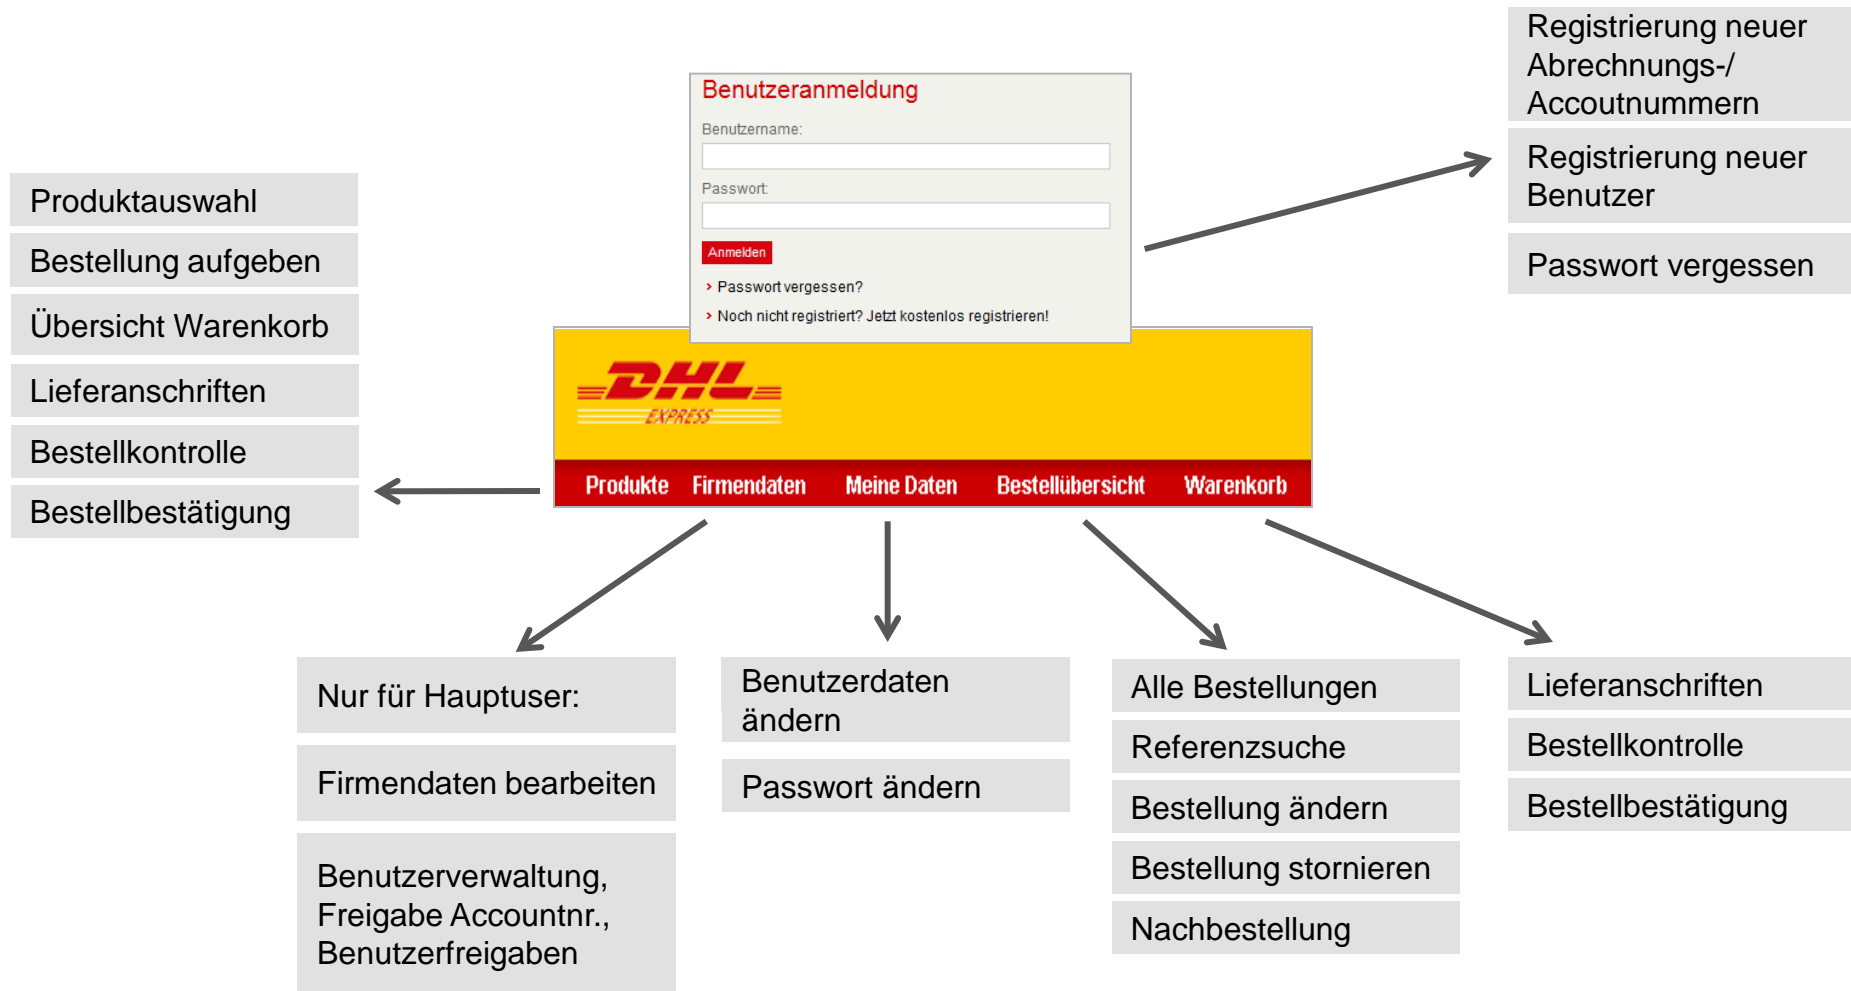 Registrierung neuer
Abrechnungs-/
Accoutnummern
Registrierung neuer
Benutzer
Passwort vergessen
Benutzeranmeldung
Benutzername:
Passwort:
Anmelden
Passwort vergessen?
Noch nicht registriert? Jetzt kostenlos registrieren!
Produktauswahl
Bestellung aufgeben
Übersicht Warenkorb
Lieferanschriften
Bestellkontrolle
Bestellbestätigung
DHL
EXPRESS
Produkte Firmendaten Meine Daten Bestellübersicht Warenkorb
Nur für Hauptuser:
Firmendaten bearbeiten
Benutzerverwaltung,
Freigabe Accountnr.,
Benutzerfreigaben
Benutzerdaten
ändern
Passwort ändern
Alle Bestellungen
Referenzsuche
Bestellung ändern
Bestellung stornieren
Nachbestellung
Lieferanschriften
Bestellkontrolle
Bestellbestätigung